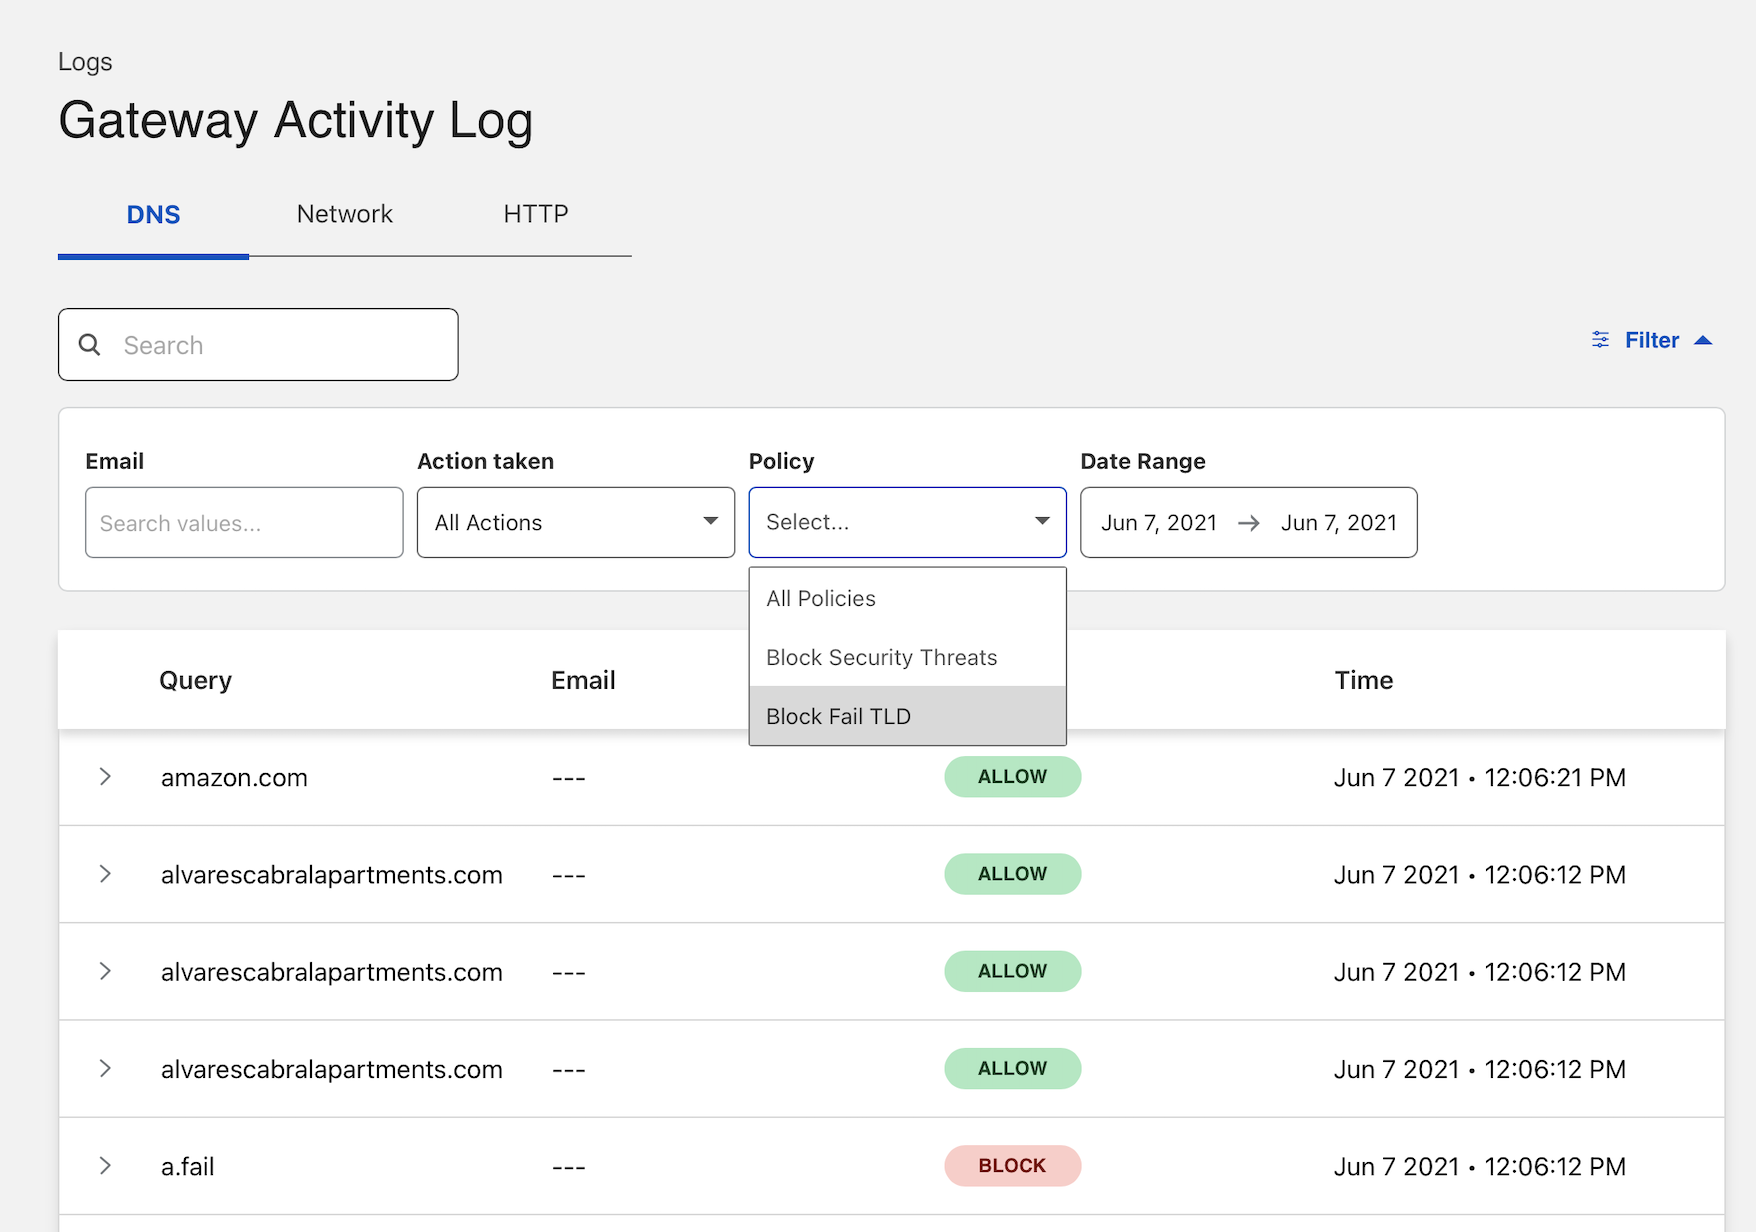 Logs
Gateway Activity Log
DNS Network HTTP
Search
Filter
Email Action taken Policy Date Range
Search values... All Actions Select... Jun 7, 2021 → Jun 7, 2021
All Policies
Block Security Threats
Block Fail TLD
Query Email Time
amazon.com --- ALLOW Jun 7 2021 • 12:06:21 PM
alvarescabralapartments.com --- ALLOW Jun 7 2021 • 12:06:12 PM
alvarescabralapartments.com --- ALLOW Jun 7 2021 • 12:06:12 PM
alvarescabralapartments.com --- ALLOW Jun 7 2021 • 12:06:12 PM
a.fail --- BLOCK Jun 7 2021 • 12:06:12 PM